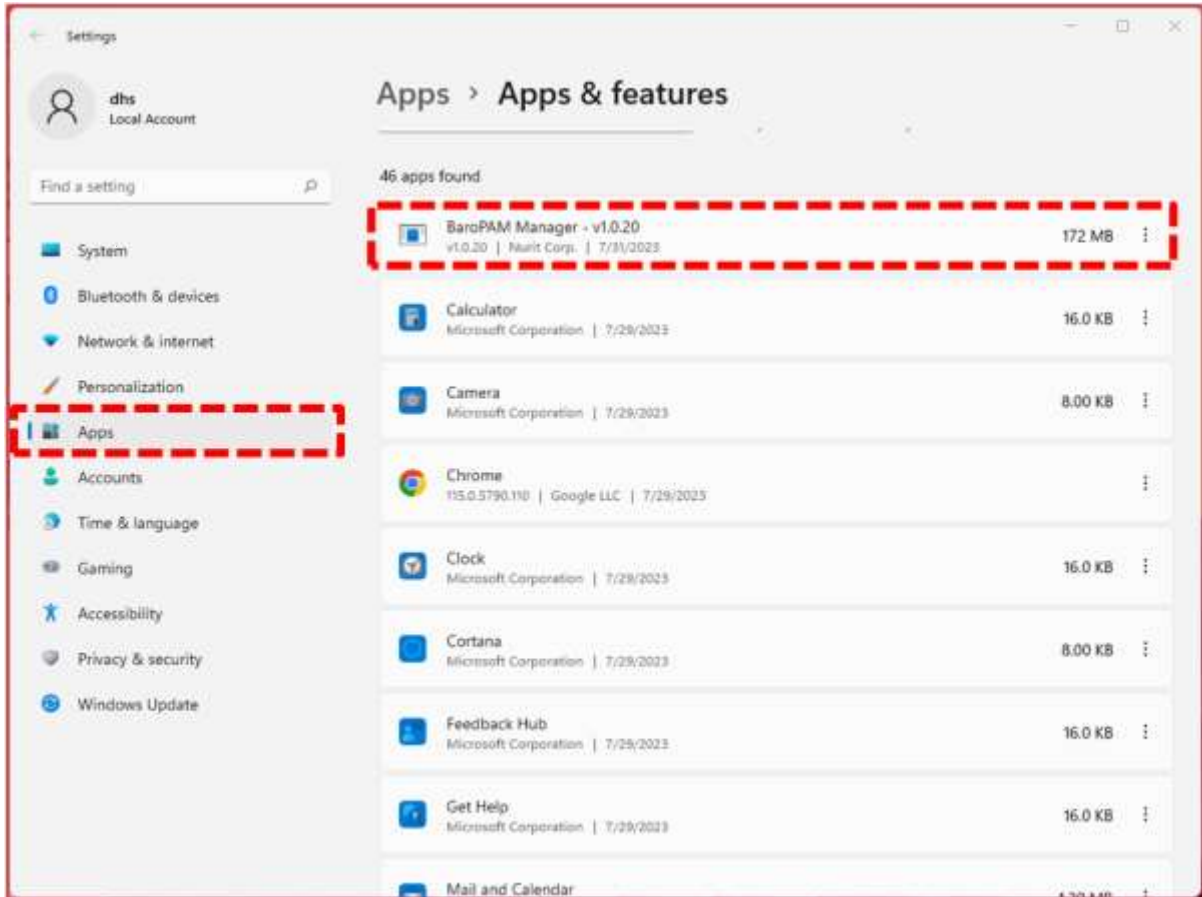 Settings
dhs
Local Account
Find a setting
System
Bluetooth & devices
Network & internet
Personalization
Apps
Accounts
Time & language
Gaming
Accessibility
Privacy & security
Windows Update
Apps > Apps & features
46 apps found
BaroPAM Manager - v1.0.20
v1.0.20 | Nurit Corp. | 7/31/2023
172 MB
Calculator
Microsoft Corporation | 7/29/2023
16.0 KB
Camera
Microsoft Corporation | 7/29/2023
8.00 KB
Chrome
115.0.5790.110 | Google LLC | 7/29/2023
Clock
Microsoft Corporation | 7/29/2023
16.0 KB
Cortana
Microsoft Corporation | 7/29/2023
8.00 KB
Feedback Hub
Microsoft Corporation | 7/29/2023
16.0 KB
Get Help
Microsoft Corporation | 7/29/2023
16.0 KB
Mail and Calendar